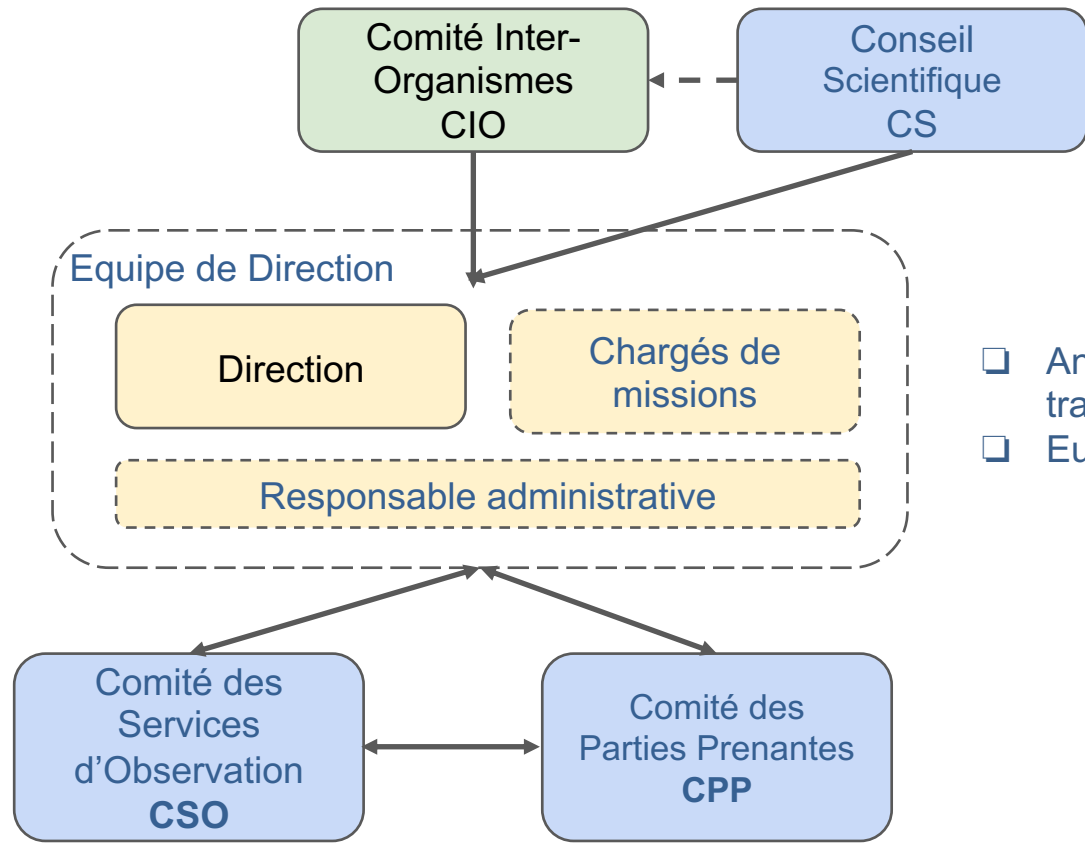 Comité Inter-
Organismes
CIO
Conseil
Scientifique
CS
Equipe de Direction
Direction
Chargés de
missions
Responsable administrative
Comité des
Services
d’Observation
CSO
Comité des
Parties Prenantes
CPP